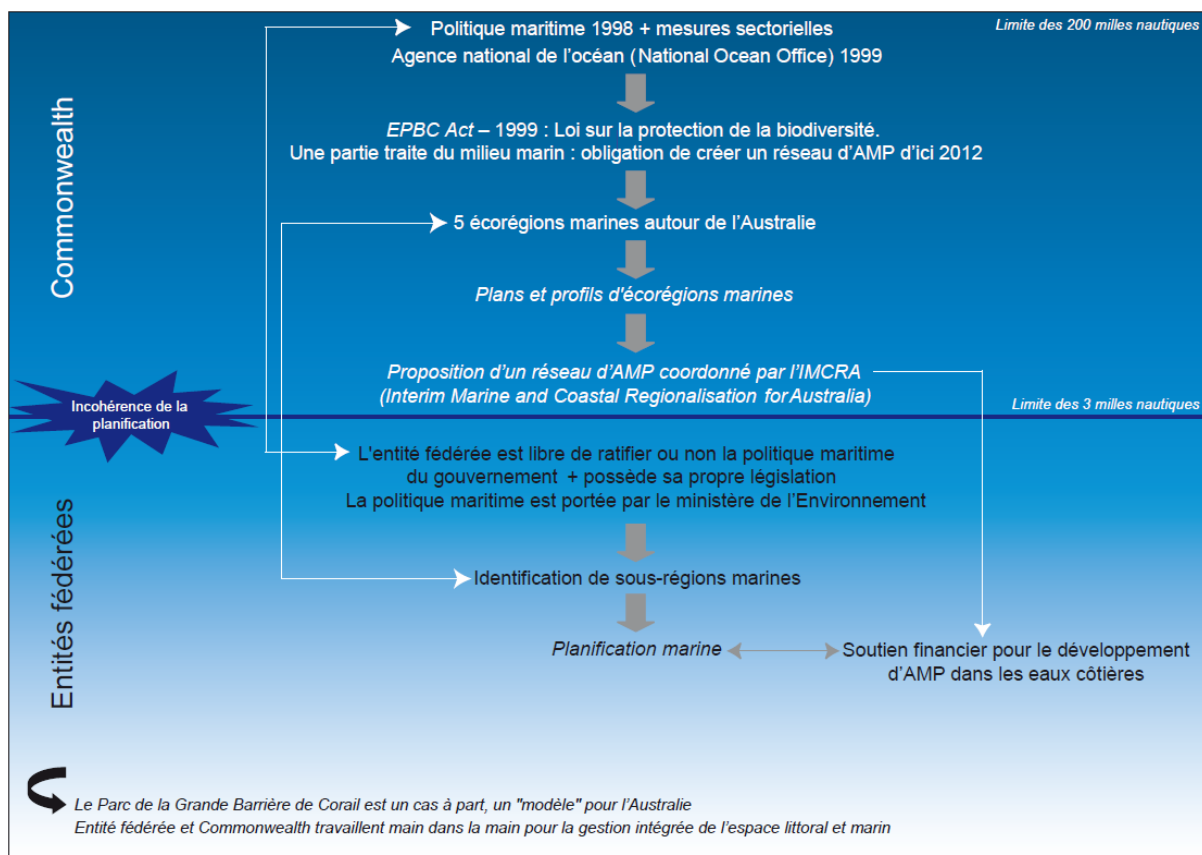 Politique maritime 1998 + mesures sectorielles
Limite des 200 milles nautiques
Agence national de l'océan (National Ocean Office) 1999
Commonwealth
EPBC Act – 1999 : Loi sur la protection de la biodiversité.
Une partie traite du milieu marin : obligation de créer un réseau d'AMP d'ici 2012
5 écorégions marines autour de l'Australie
Plans et profils d'écorégions marines
Proposition d'un réseau d'AMP coordonné par l'IMCRA
(Interim Marine and Coastal Regionalisation for Australia)
Limite des 3 milles nautiques
Incohérence de la
planification
Entités fédérées
L'entité fédérée est libre de ratifier ou non la politique maritime
du gouvernement + possède sa propre législation
La politique maritime est portée par le ministère de l'Environnement
Identification de sous-régions marines
Planification marine
Soutien financier pour le développement
d'AMP dans les eaux côtières
Le Parc de la Grande Barrière de Corail est un cas à part, un "modèle" pour l'Australie
Entité fédérée et Commonwealth travaillent main dans la main pour la gestion intégrée de l'espace littoral et marin